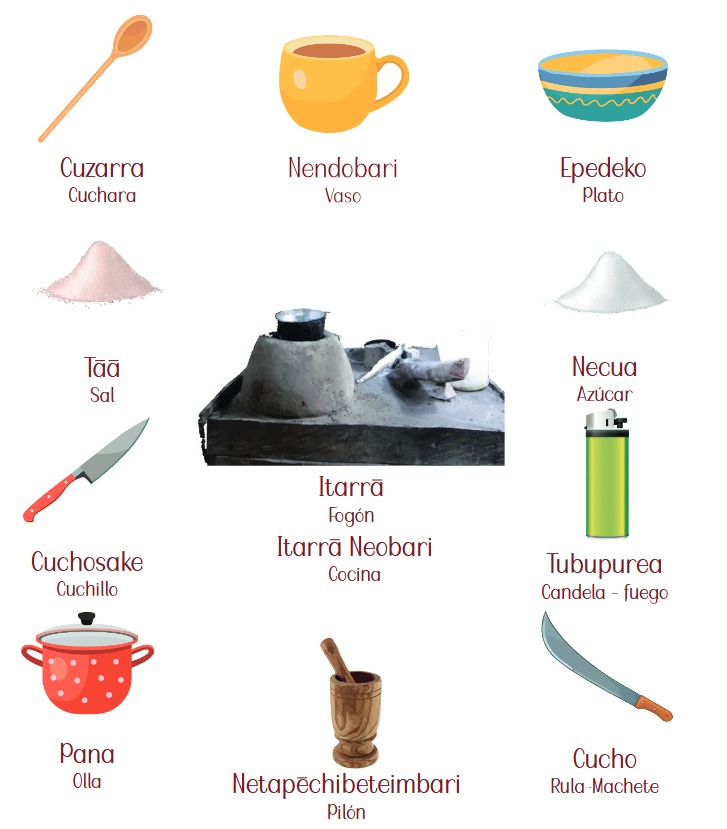 Cuzarra
Cuchara
Nendobari
Vaso
Epedeko
Plato
Tāā
Sal
Necua
Azúcar
Itarrā
Fogón
Itarrā Neobari
Cocina
Cuchosake
Cuchillo
Tubupurea
Candela - fuego
Pana
Olla
Netapēchibeteimbari
Pilón
Cucho
Rula-Machete